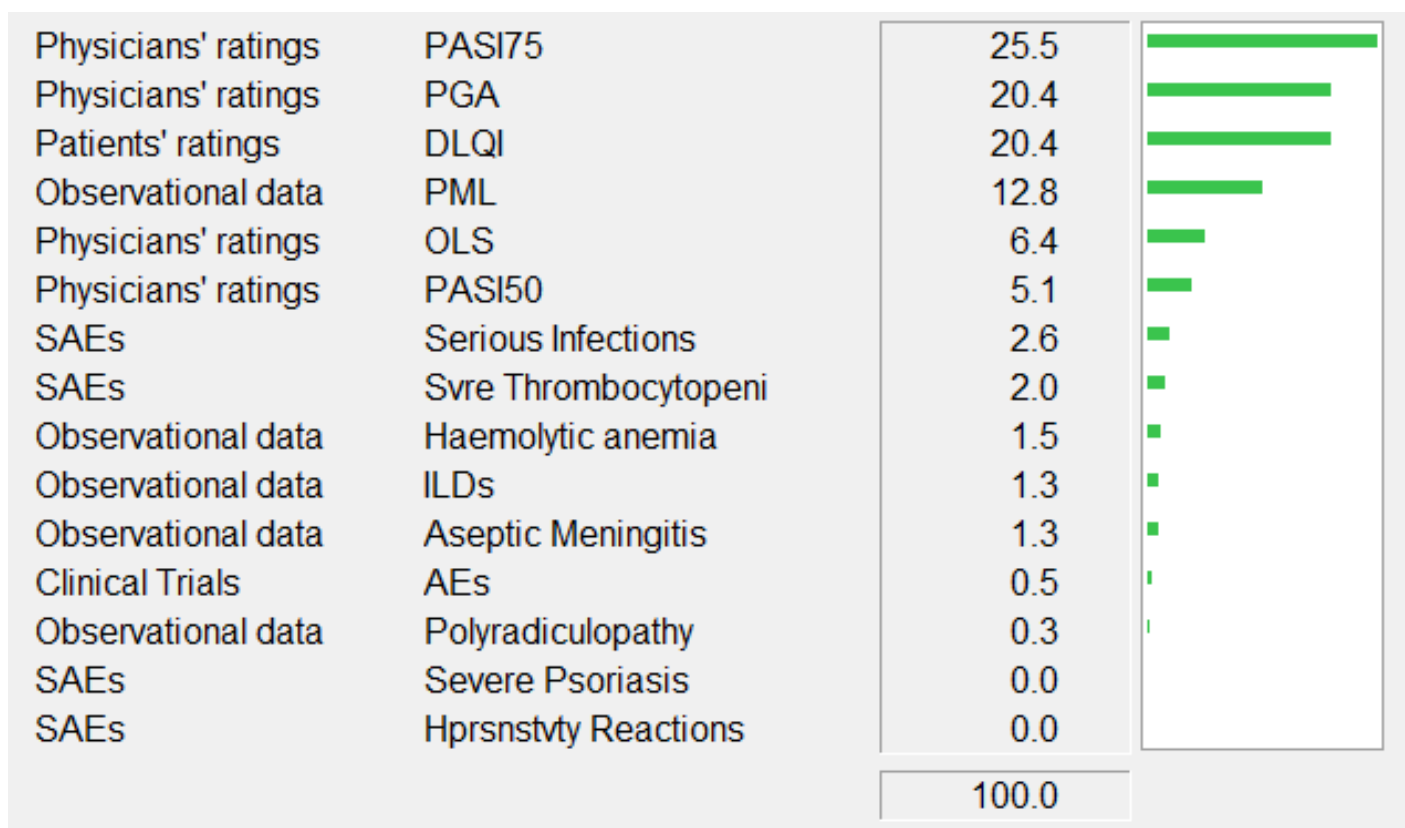 Physicians' ratings PASI75 25.5
Physicians' ratings PGA 20.4
Patients' ratings DLQI 20.4
Observational data PML 12.8
Physicians' ratings OLS 6.4
Physicians' ratings PASI50 5.1
SAEs Serious Infections 2.6
SAEs Svre Thrombocytopeni 2.0
Observational data Haemolytic anemia 1.5
Observational data ILDs 1.3
Observational data Aseptic Meningitis 1.3
Clinical Trials AEs 0.5
Observational data Polyradiculopathy 0.3
SAEs Severe Psoriasis 0.0
SAEs Hprsnstvty Reactions 0.0
100.0